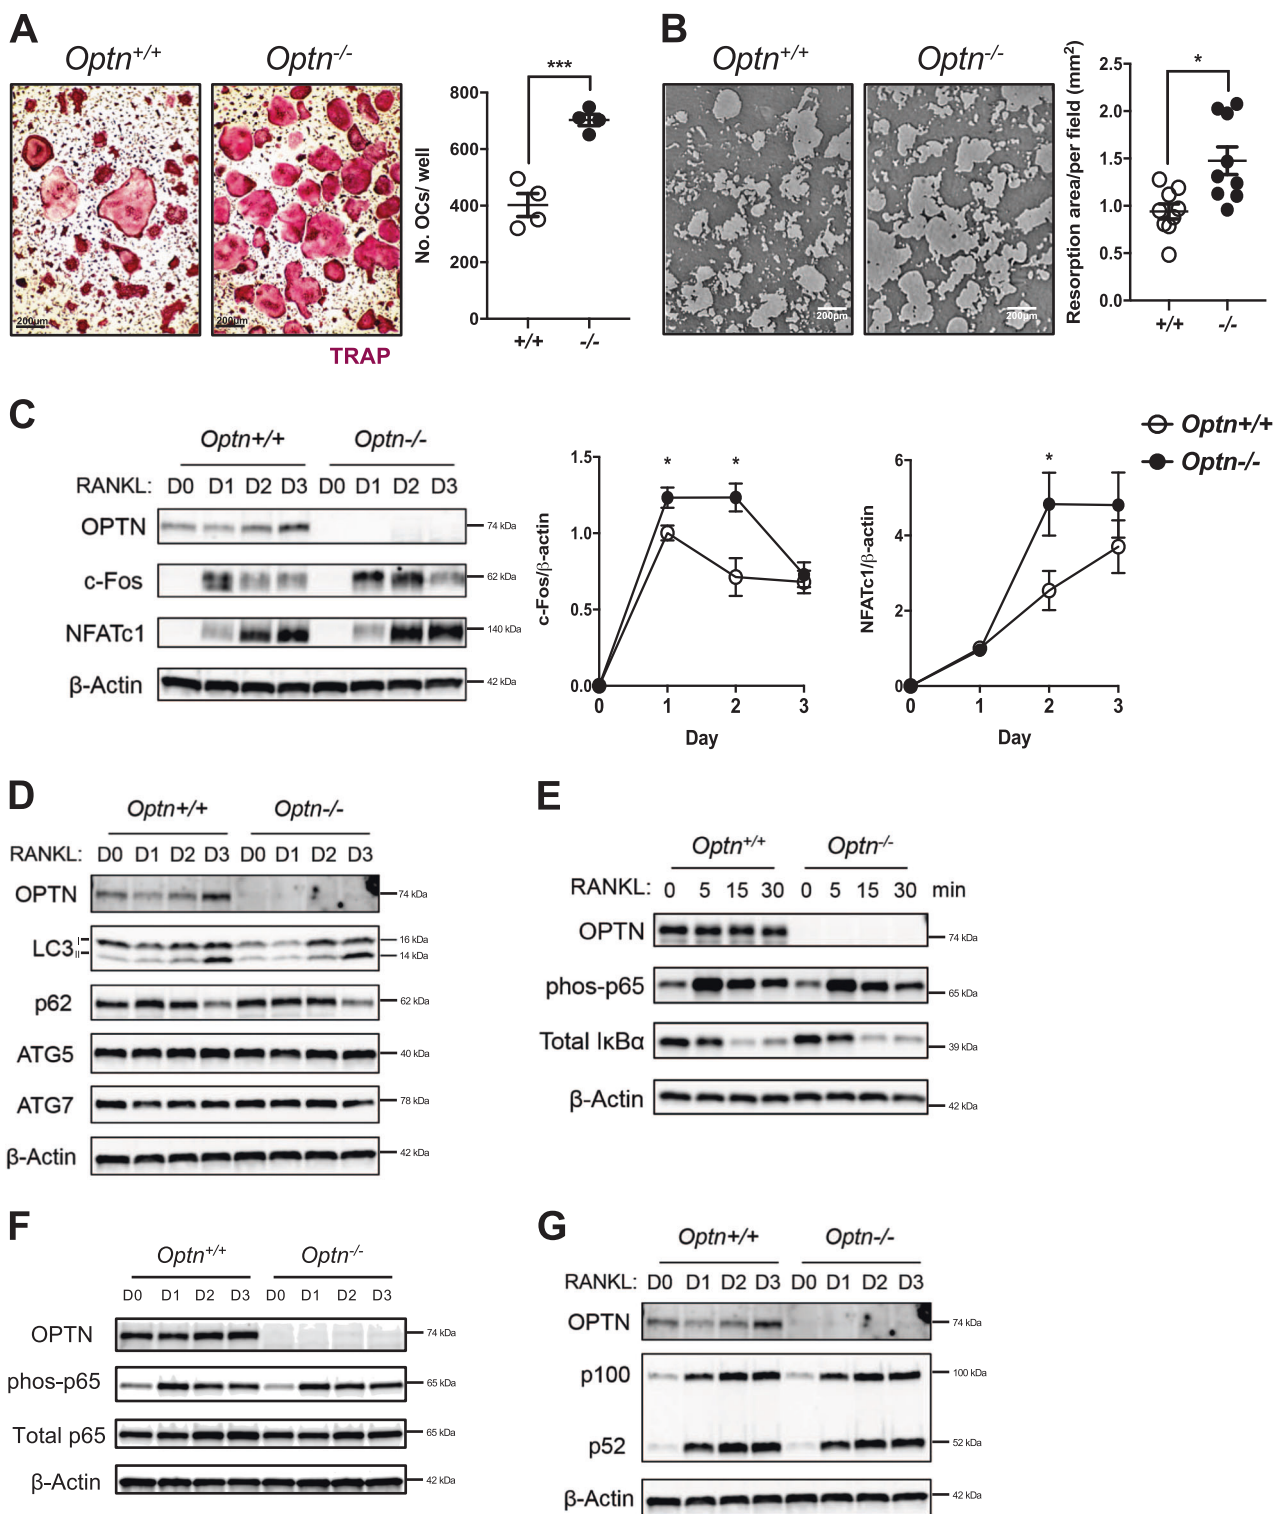 A
Optn+/+ Optn-/-
200μm 200μm
TRAP
No. OCs/ well
800
600
400
200
0
***
+/+ -/-
B
Optn+/+ Optn-/-
200μm 200μm
Resorption area/per field (mm²)
2.5
2.0
1.5
1.0
0.5
0.0
*
+/+ -/-
C
Optn+/+ Optn-/-
RANKL: D0 D1 D2 D3 D0 D1 D2 D3
OPTN 74 kDa
c-Fos 62 kDa
NFATc1 140 kDa
β-Actin 42 kDa
c-Fos/β-actin
1.5
1.0
0.5
0.0
* *
0 1 2 3
Day
NFATc1/β-actin
6
4
2
0
*
0 1 2 3
Day
Optn+/+
Optn-/-
D
Optn+/+ Optn-/-
RANKL: D0 D1 D2 D3 D0 D1 D2 D3
OPTN 74 kDa
LC3 I 16 kDa
II 14 kDa
p62 62 kDa
ATG5 40 kDa
ATG7 78 kDa
β-Actin 42 kDa
E
Optn+/+ Optn-/-
RANKL: 0 5 15 30 0 5 15 30 min
OPTN 74 kDa
phos-p65 65 kDa
Total IκBα 39 kDa
β-Actin 42 kDa
F
Optn+/+ Optn-/-
D0 D1 D2 D3 D0 D1 D2 D3
OPTN 74 kDa
phos-p65 65 kDa
Total p65 65 kDa
β-Actin 42 kDa
G
Optn+/+ Optn-/-
RANKL: D0 D1 D2 D3 D0 D1 D2 D3
OPTN 74 kDa
p100 100 kDa
p52 52 kDa
β-Actin 42 kDa